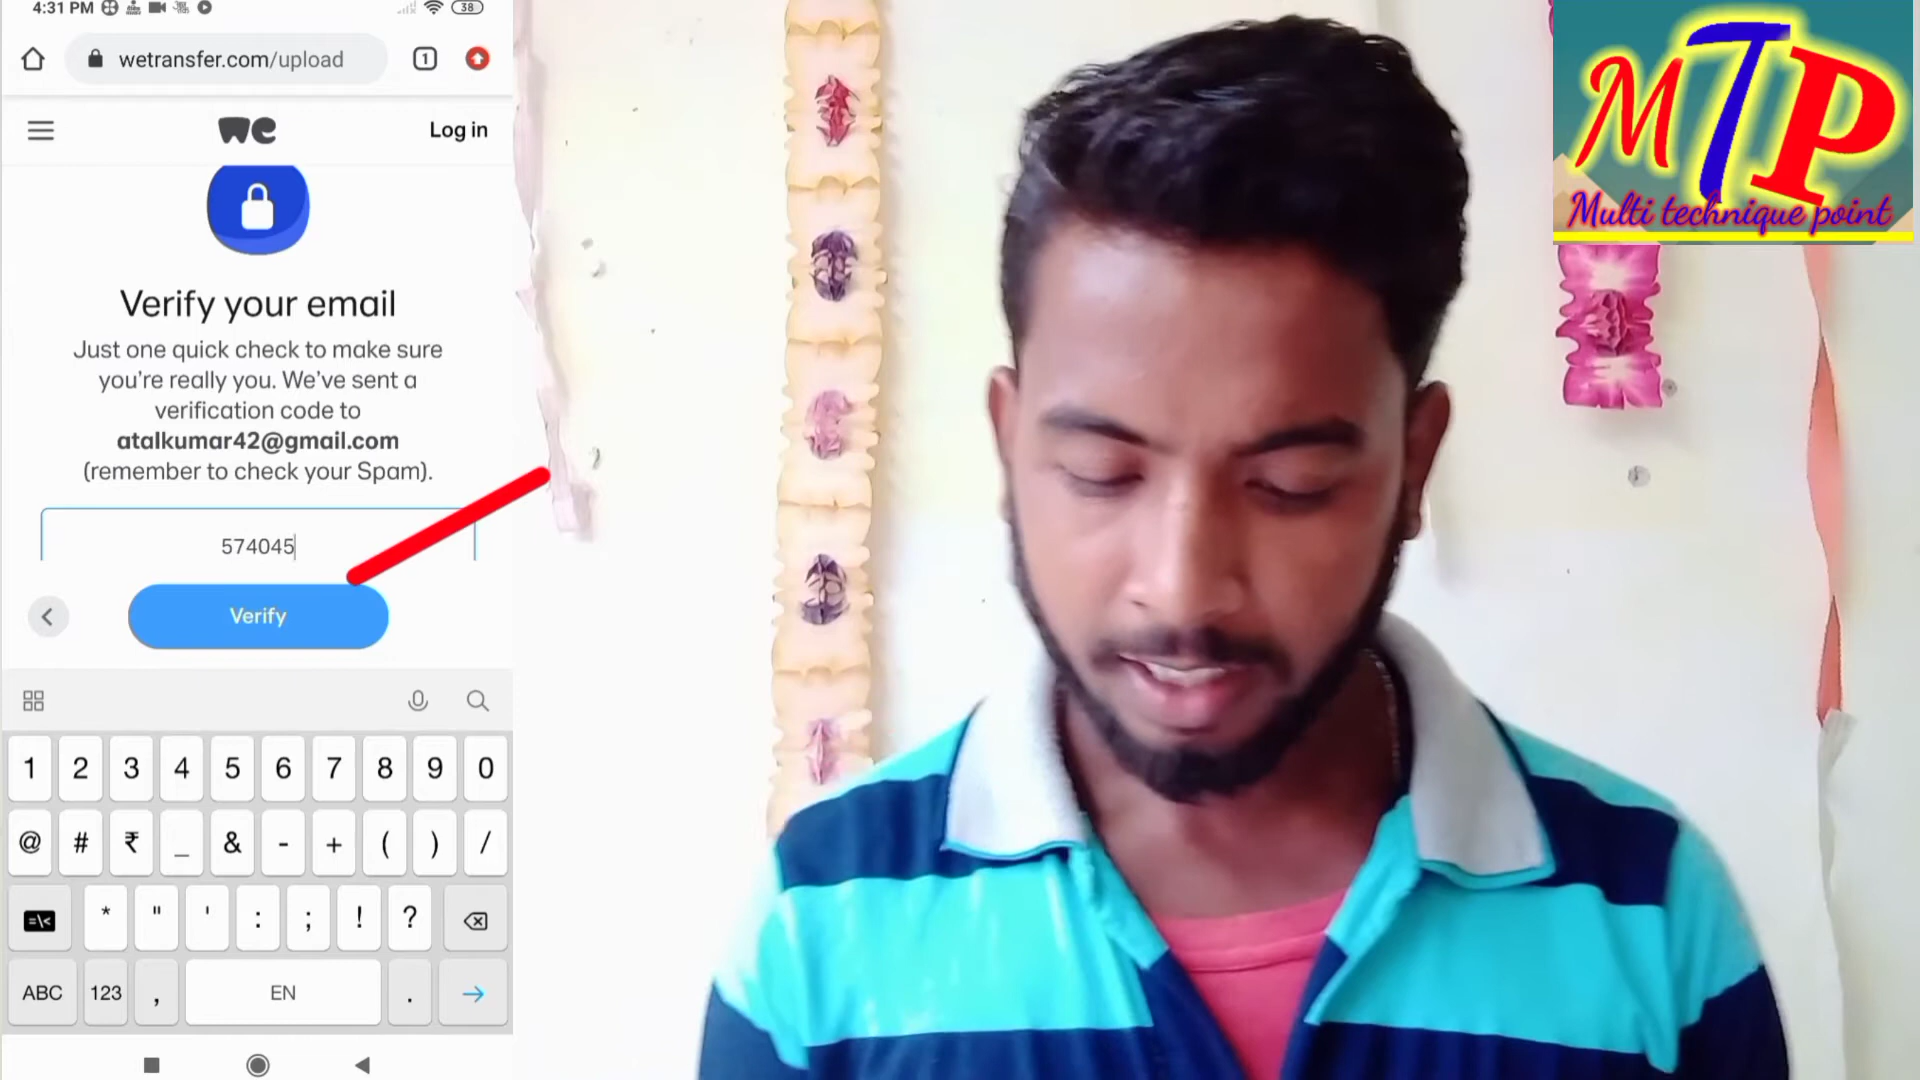 4:31 PM
38
wetransfer.com/upload
1
we
Log in
Verify your email
Just one quick check to make sure
you're really you. We've sent a
verification code to
atalkumar42@gmail.com
(remember to check your Spam).
574045
Verify
1 2 3 4 5 6 7 8 9 0
@ # ₹ _ & - + ( ) /
=\< * " ' : ; ! ?
ABC 123 , EN .
MTP
Multi technique point